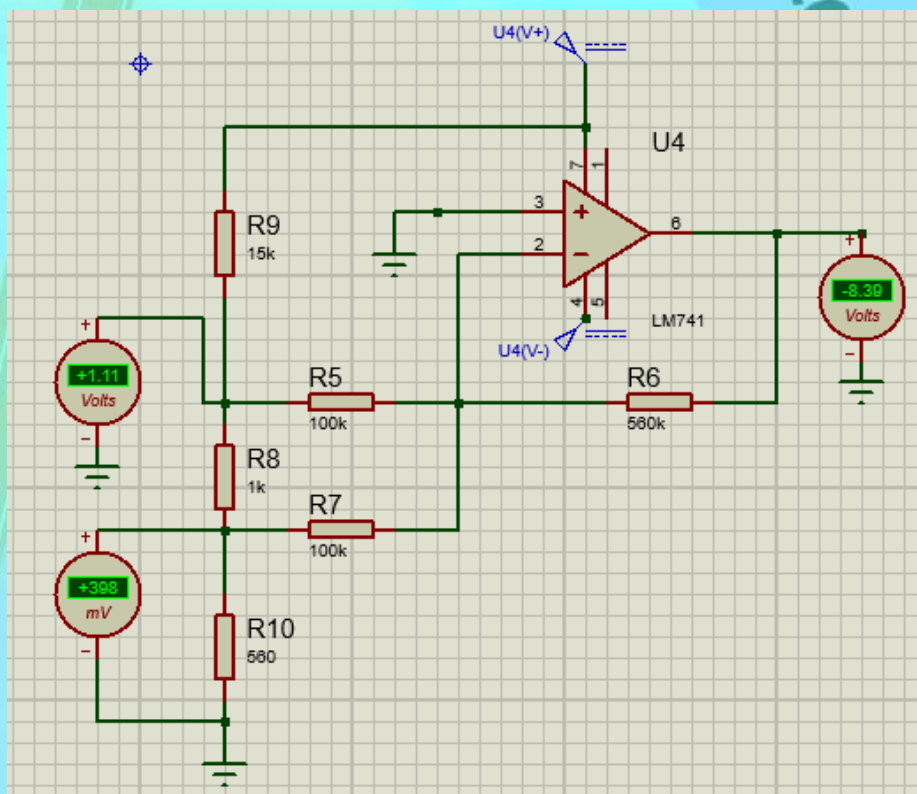 U4(V+)
U4
7
1
3
+
6
2
−
4
5
LM741
U4(V-)
R9
15k
+
-8.39
Volts
−
+
+1.11
Volts
−
R5
100k
R6
560k
R8
1k
R7
100k
+
+398
mV
−
R10
560